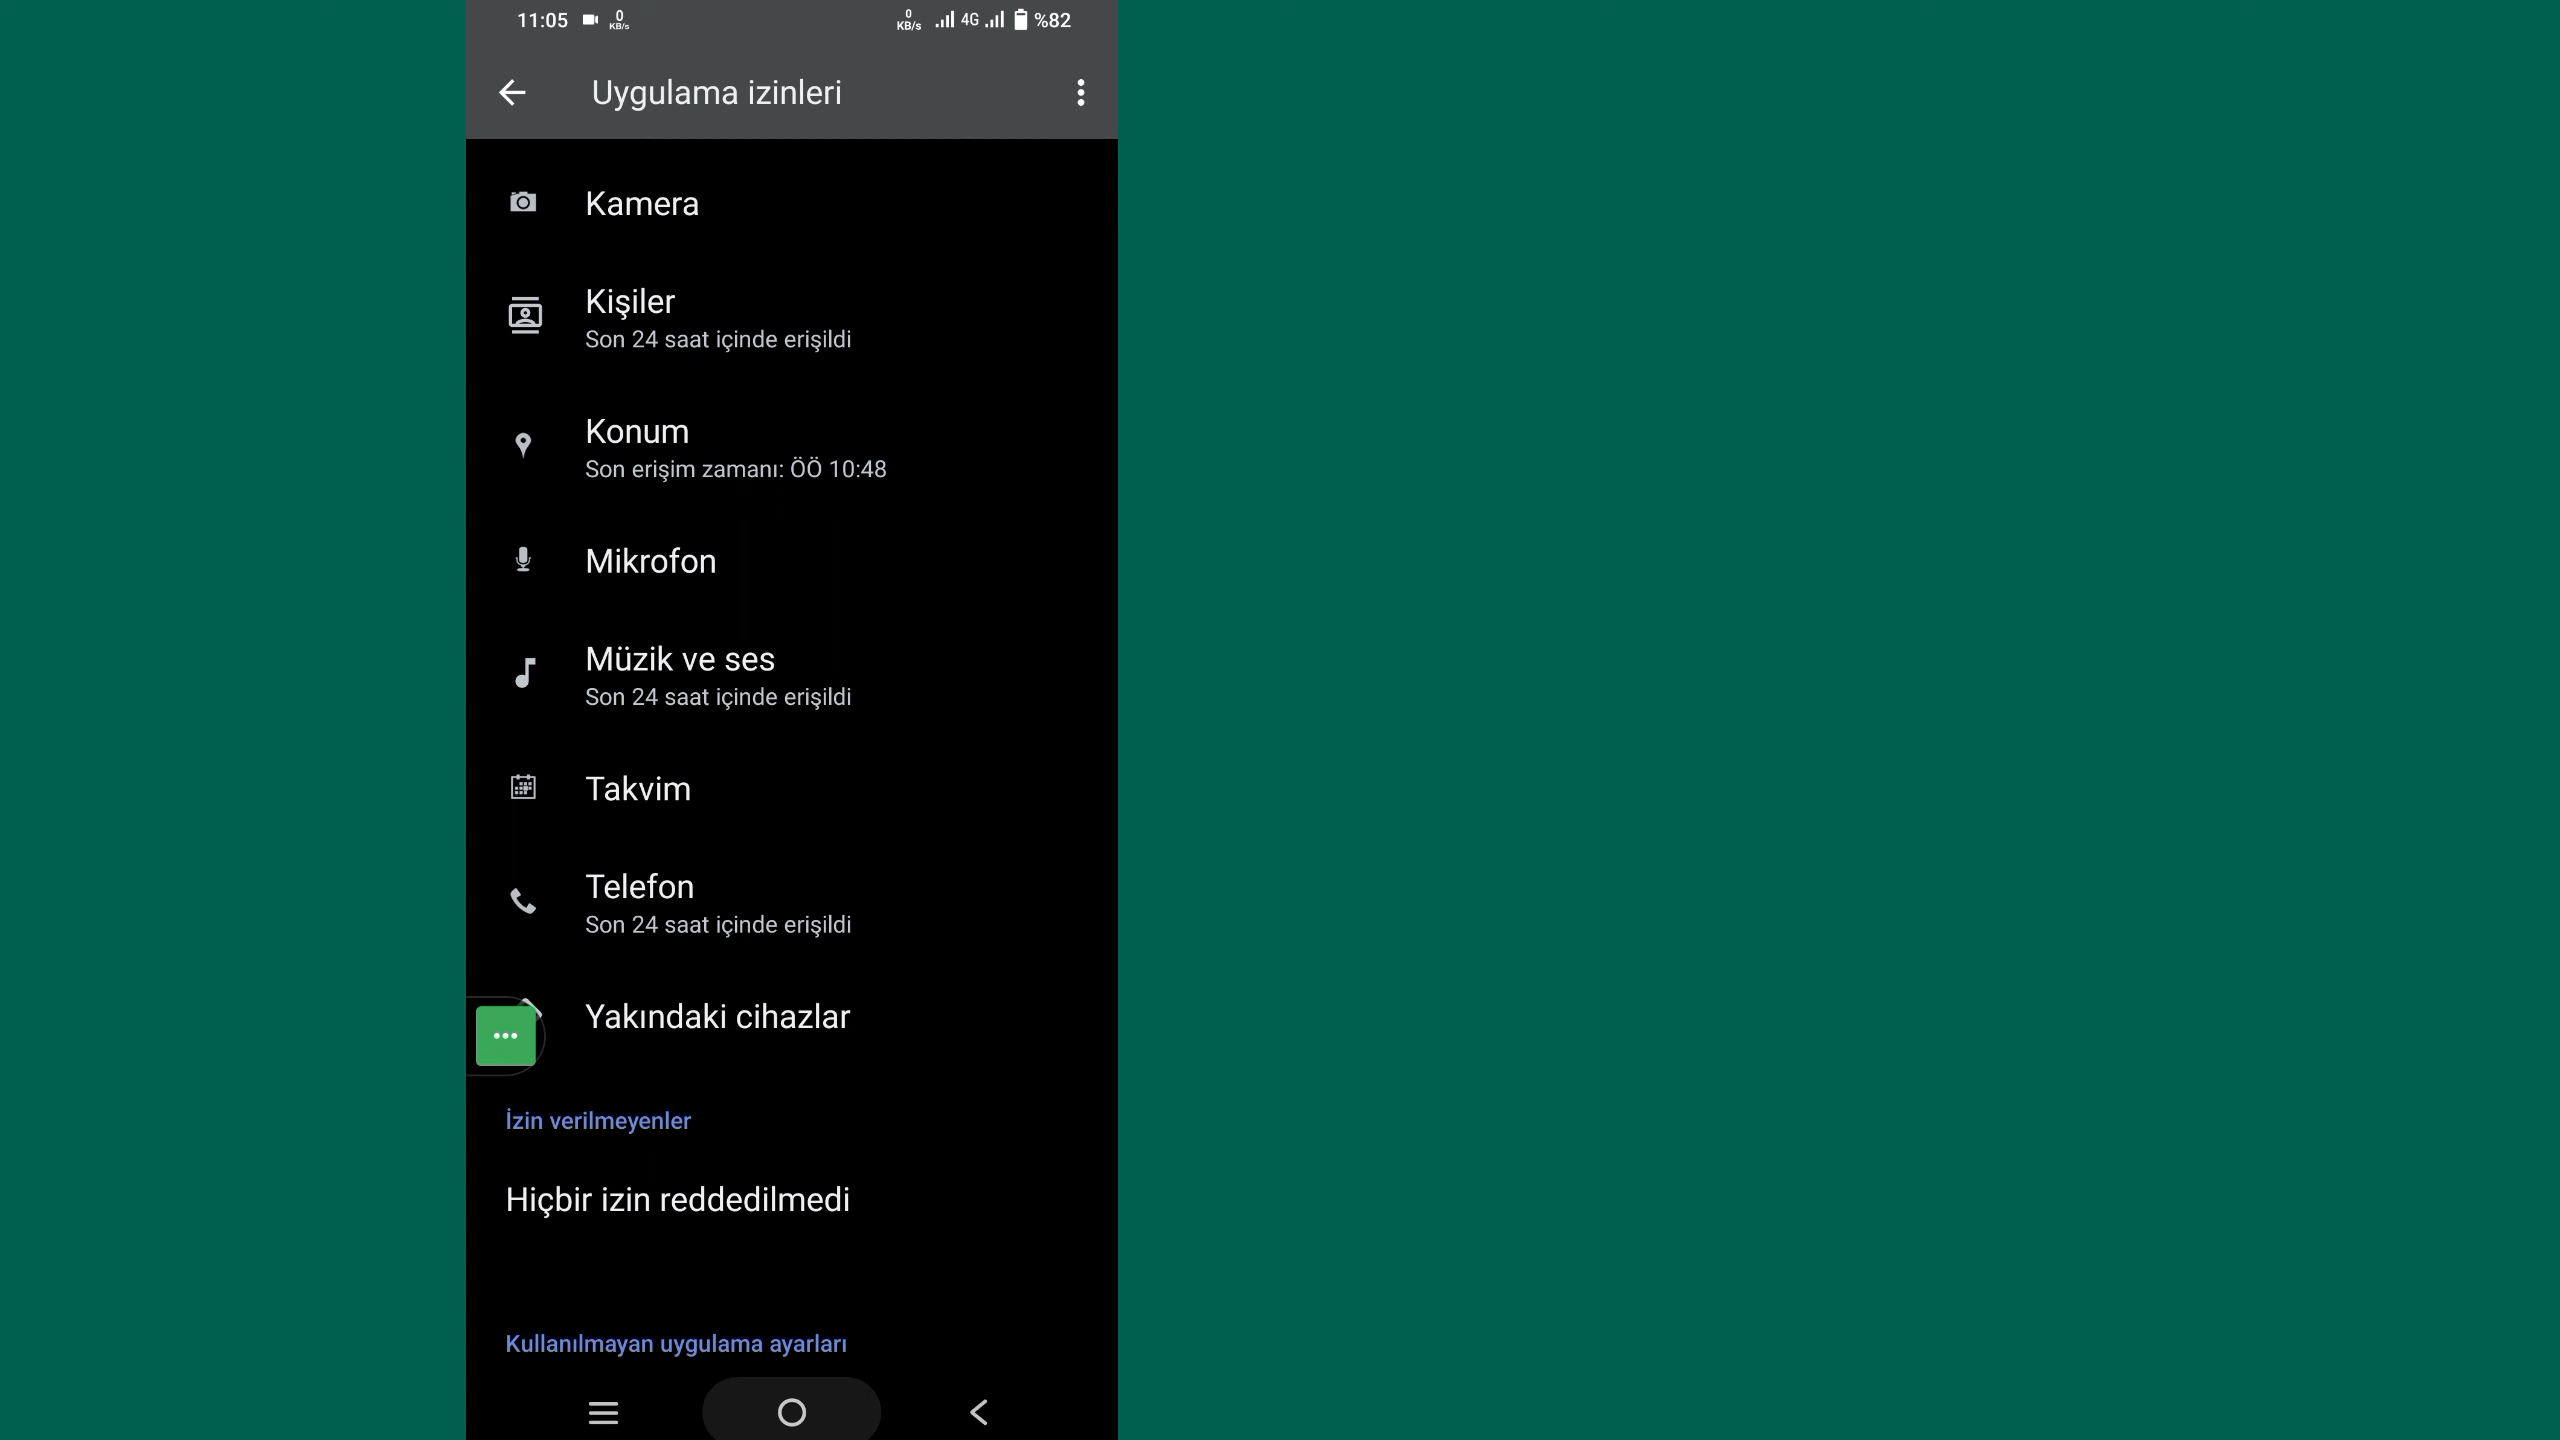 11:05 0 KB/s 0 KB/s 4G %82
Uygulama izinleri
Kamera
Kişiler
Son 24 saat içinde erişildi
Konum
Son erişim zamanı: ÖÖ 10:48
Mikrofon
Müzik ve ses
Son 24 saat içinde erişildi
Takvim
Telefon
Son 24 saat içinde erişildi
Yakındaki cihazlar
İzin verilmeyenler
Hiçbir izin reddedilmedi
Kullanılmayan uygulama ayarları